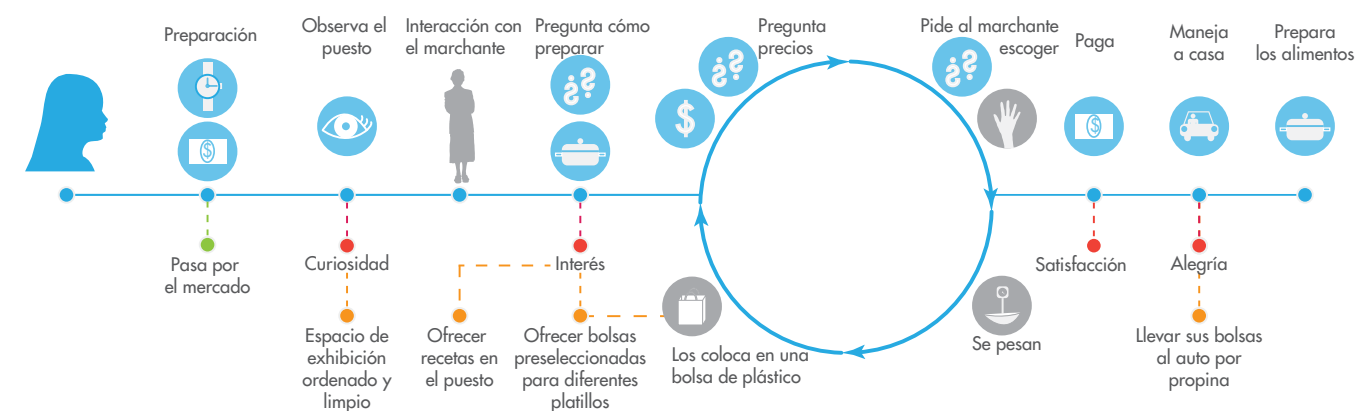 Preparación
Observa el
puesto
Interacción con
el marchante
Pregunta cómo
preparar
Pregunta
precios
Pide al marchante
escoger
Paga
Maneja
a casa
Prepara
los alimentos
¿?
¿?
¿?
$
$
$
Pasa por
el mercado
Curiosidad
Interés
Satisfacción
Alegría
Espacio de
exhibición
ordenado y
limpio
Ofrecer
recetas en
el puesto
Ofrecer bolsas
preseleccionadas
para diferentes
platillos
Los coloca en una
bolsa de plástico
Se pesan
Llevar sus bolsas
al auto por
propina